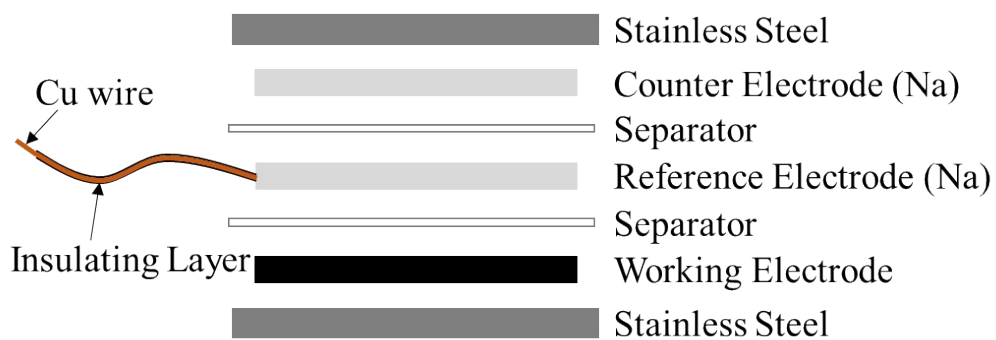 Stainless Steel
Counter Electrode (Na)
Cu wire
Separator
Reference Electrode (Na)
Separator
Insulating Layer
Working Electrode
Stainless Steel